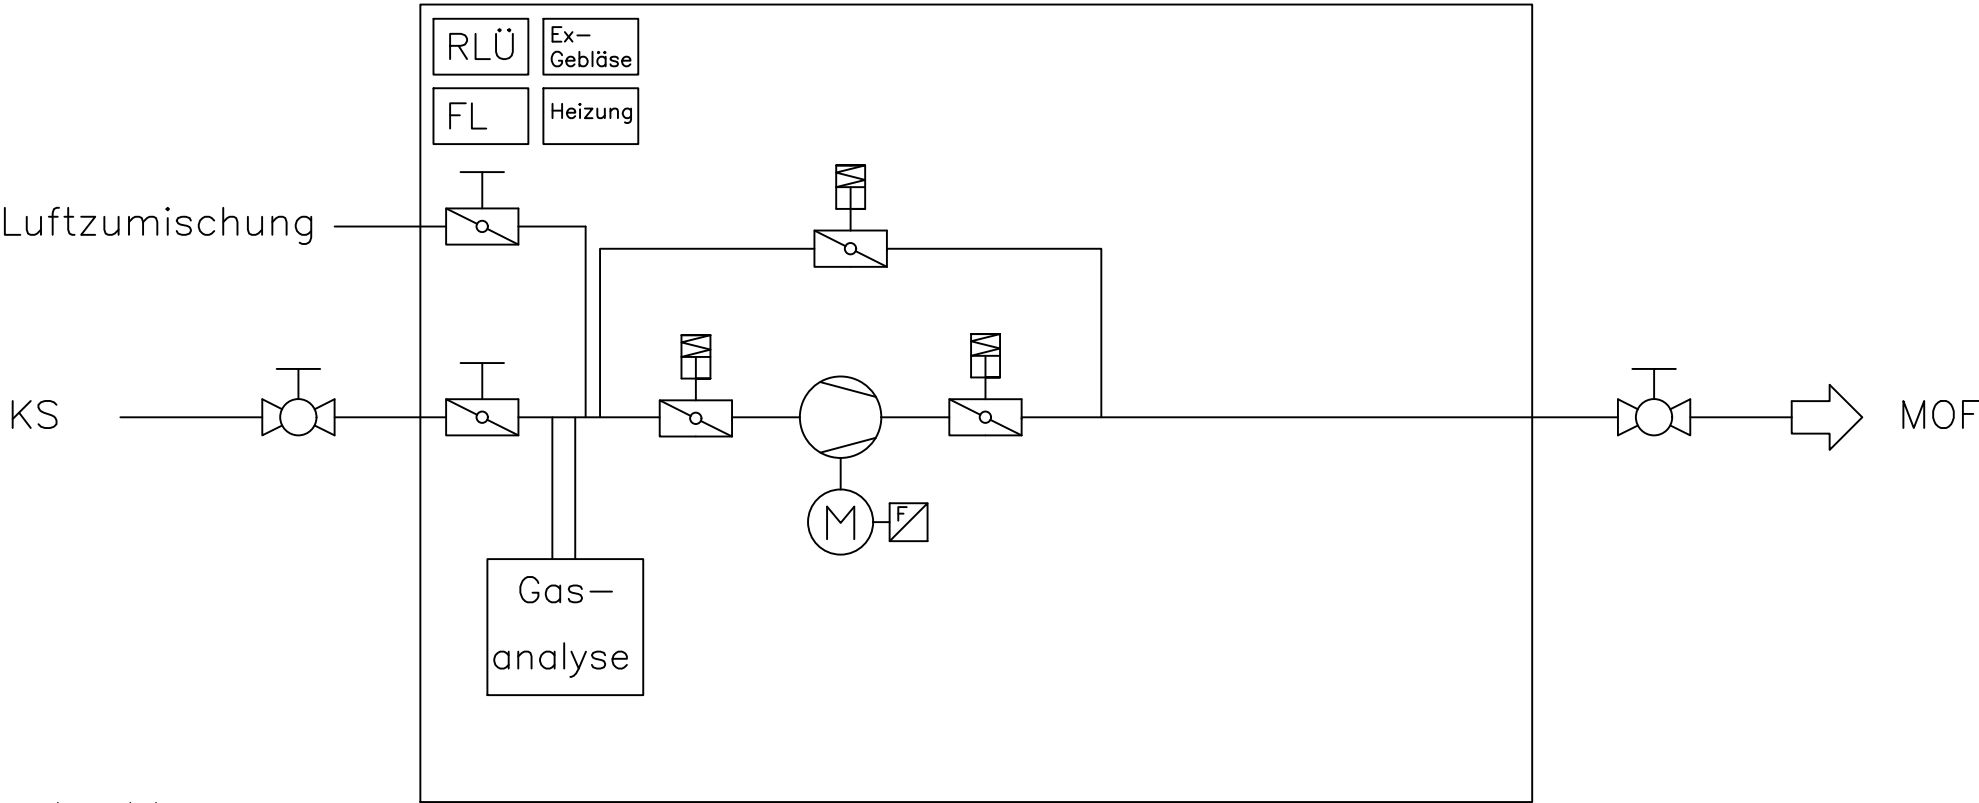 RLÜ
Ex-
Gebläse
FL
Heizung
Luftzumischung
KS
MOF
M
F
Gas-
analyse